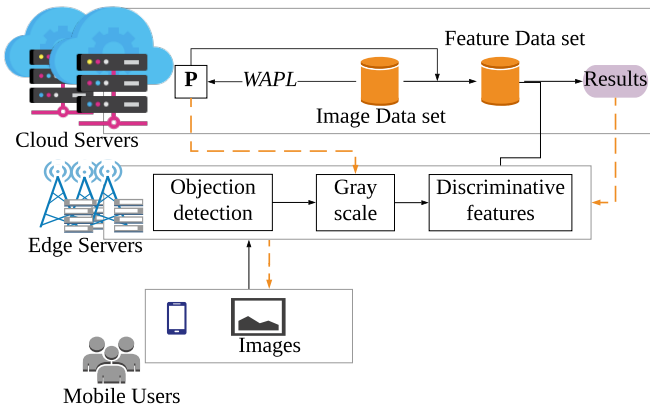 Feature Data set
P
WAPL
Results
Image Data set
Cloud Servers
Objection
detection
Gray
scale
Discriminative
features
Edge Servers
Images
Mobile Users